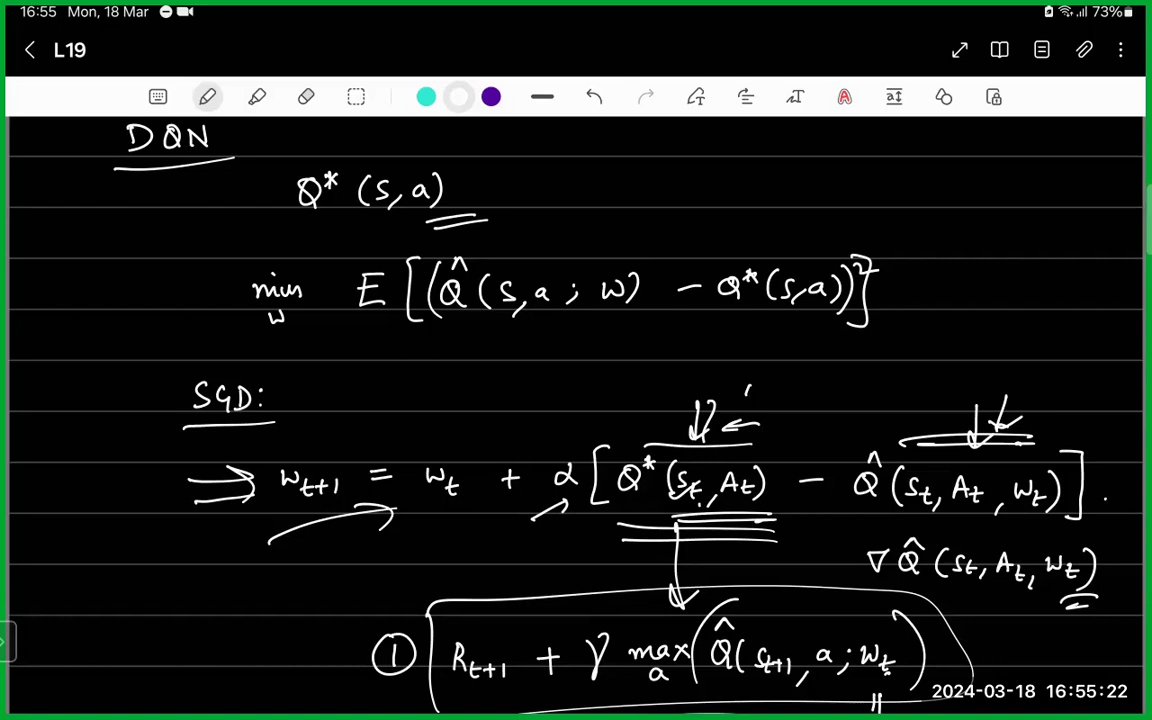 16:55 Mon, 18 Mar 73%
L19
DQN
Q* (s, a)
min_w E [(Q̂ (s, a ; w) - Q* (s, a))²]
SGD:
w_{t+1} = w_t + α [Q* (S_t, A_t) - Q̂ (S_t, A_t, w_t)].
∇ Q̂ (S_t, A_t, w_t)
① R_{t+1} + γ max_a (Q̂ (S_{t+1}, a ; w_t))
2024-03-18 16:55:22